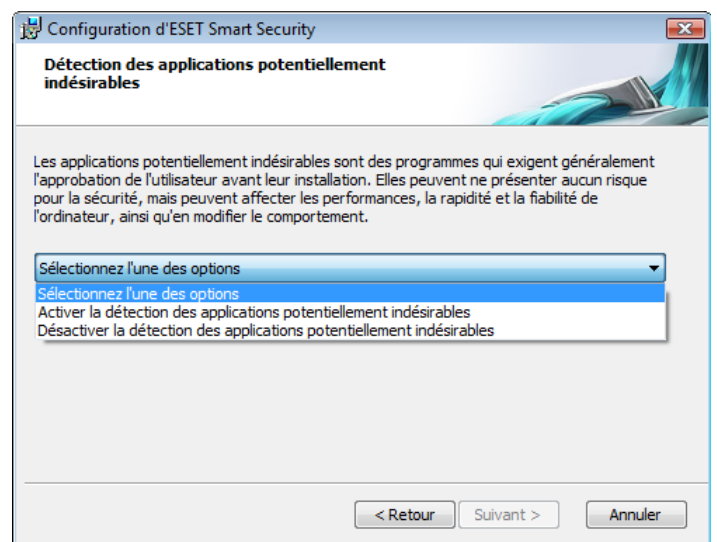 Configuration d'ESET Smart Security
Détection des applications potentiellement
indésirables
Les applications potentiellement indésirables sont des programmes qui exigent généralement
l'approbation de l'utilisateur avant leur installation. Elles peuvent ne présenter aucun risque
pour la sécurité, mais peuvent affecter les performances, la rapidité et la fiabilité de
l'ordinateur, ainsi qu'en modifier le comportement.
Sélectionnez l'une des options
Sélectionnez l'une des options
Activer la détection des applications potentiellement indésirables
Désactiver la détection des applications potentiellement indésirables
< Retour
Suivant >
Annuler